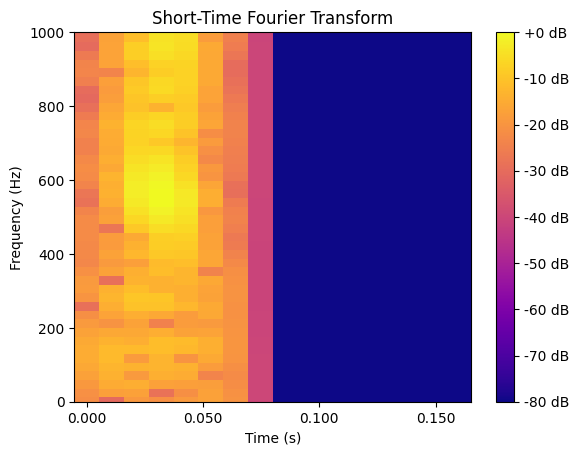 Short-Time Fourier Transform
1000
800
600
400
200
0
Frequency (Hz)
0.000
0.050
0.100
0.150
Time (s)
+0 dB
-10 dB
-20 dB
-30 dB
-40 dB
-50 dB
-60 dB
-70 dB
-80 dB